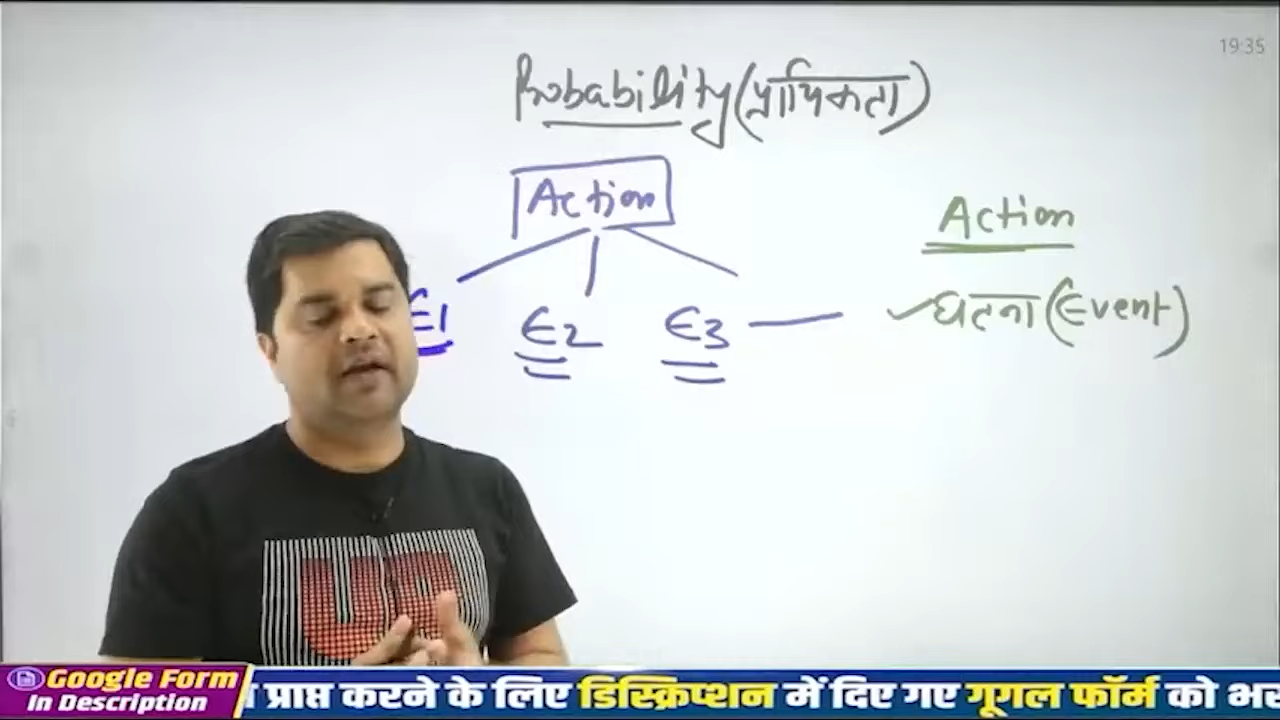 19:35
Probability (प्रायिकता)
Action
Action
E1 E2 E3
घटना (Event)
Google Form
In Description
प्राप्त करने के लिए डिस्क्रिप्शन में दिए गए गूगल फॉर्म को